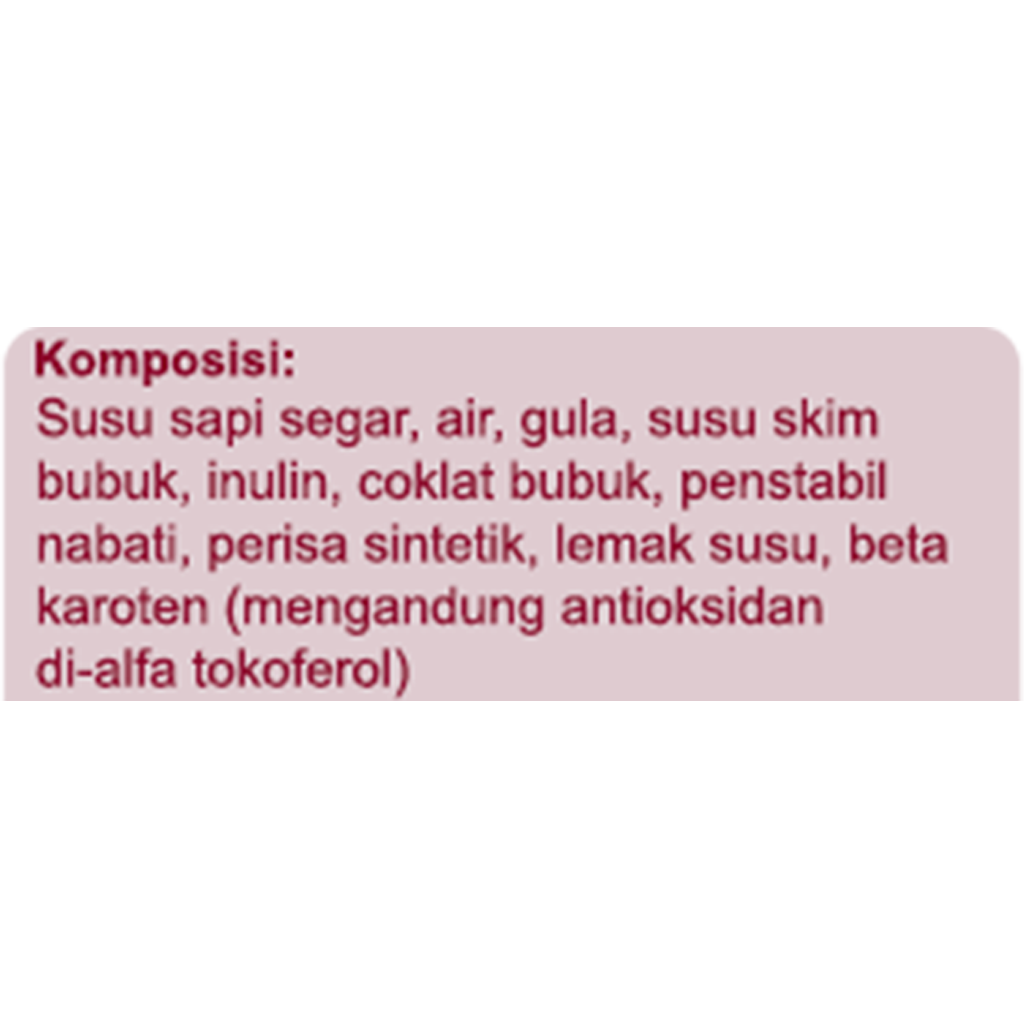 Komposisi:
Susu sapi segar, air, gula, susu skim
bubuk, inulin, coklat bubuk, penstabil
nabati, perisa sintetik, lemak susu, beta
karoten (mengandung antioksidan
di-alfa tokoferol)